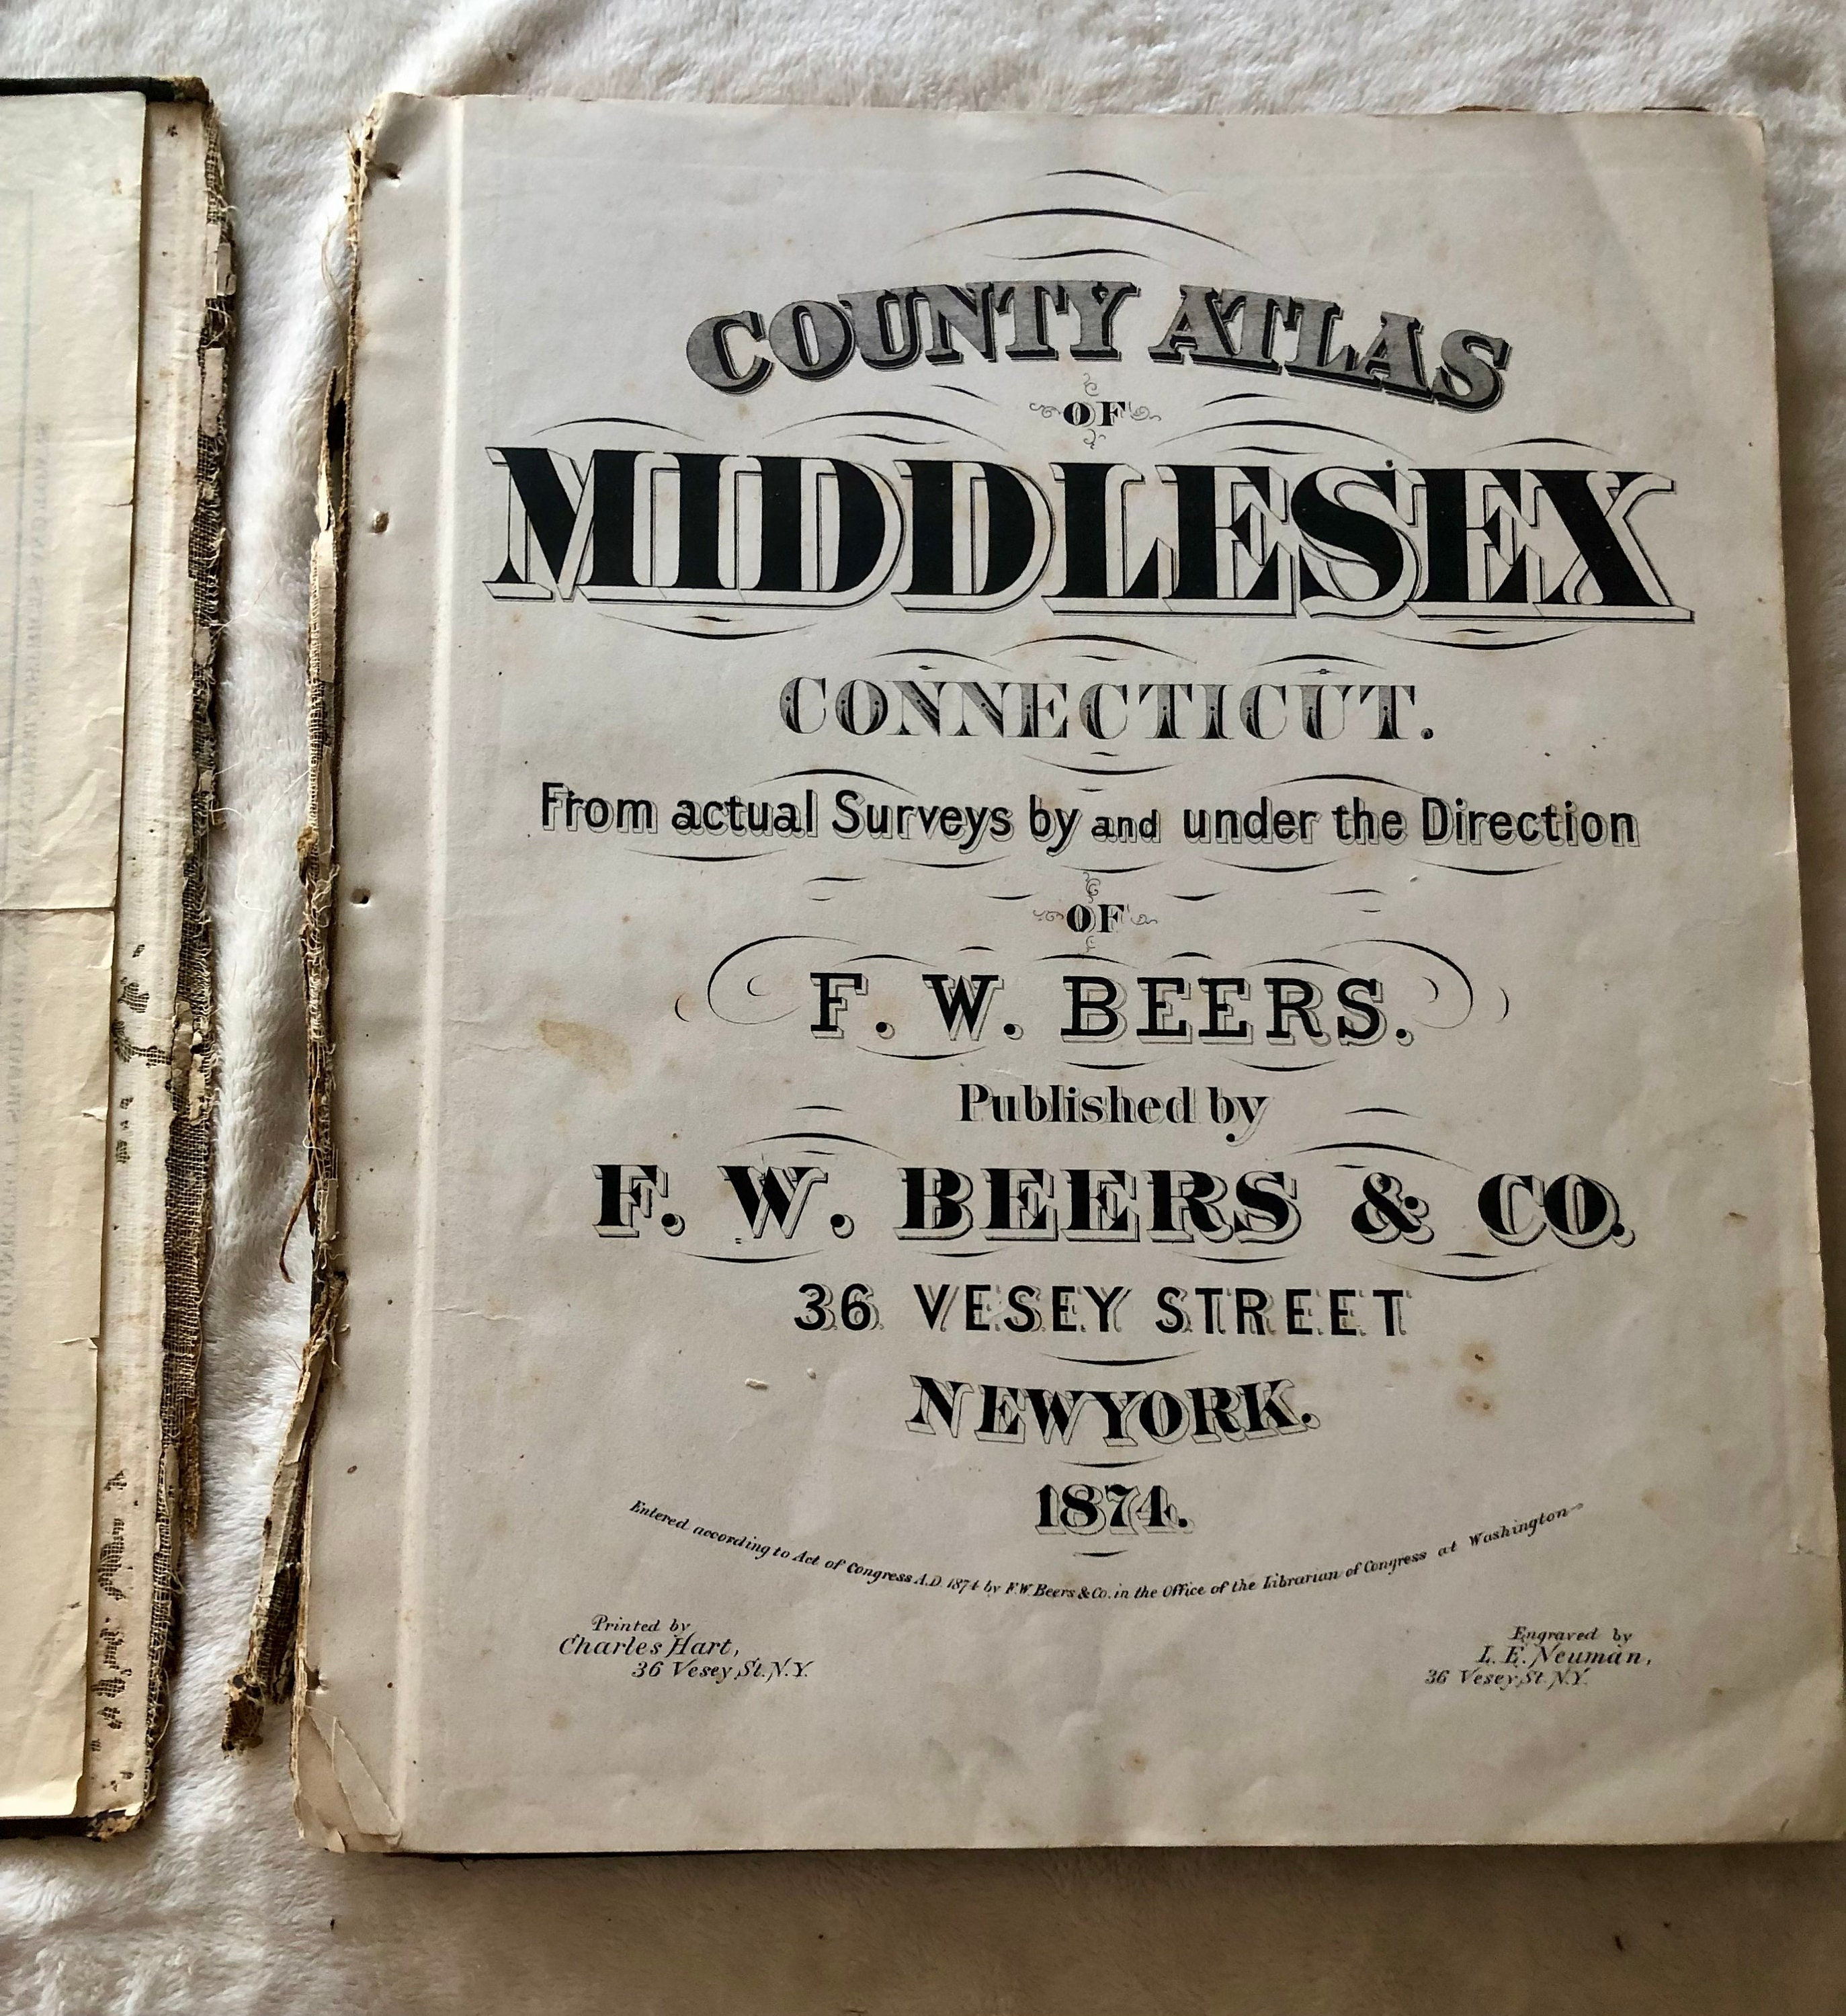 COUNTY ATLAS
OF
MIDDLESEX
CONNECTICUT.
From actual Surveys by and under the Direction
OF
F. W. BEERS.
Published by
F. W. BEERS & CO.
36 VESEY STREET
NEW YORK.
1874.
Entered according to Act of Congress A.D. 1874 by F.W. Beers & Co. in the Office of the Librarian of Congress at Washington
Printed by
Charles Hart,
36 Vesey St. N.Y.
Engraved by
L. E. Neuman,
36 Vesey St. N.Y.